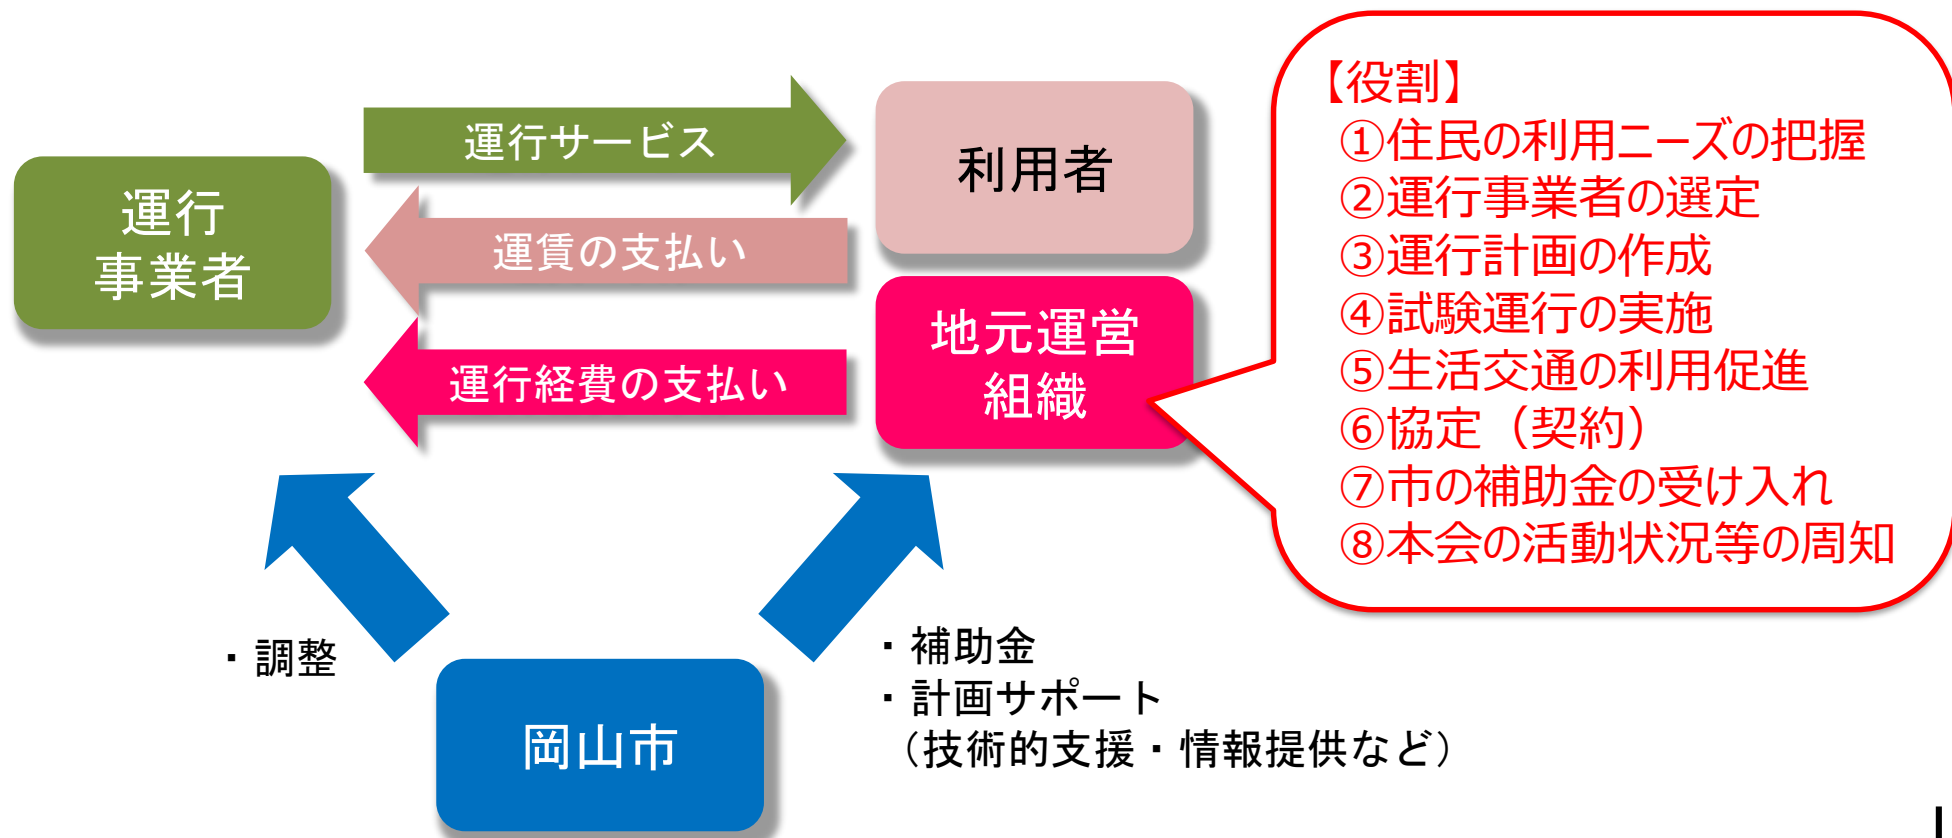 運行
事業者
運行サービス
運賃の支払い
運行経費の支払い
利用者
地元運営
組織
【役割】
①住民の利用ニーズの把握
②運行事業者の選定
③運行計画の作成
④試験運行の実施
⑤生活交通の利用促進
⑥協定（契約）
⑦市の補助金の受け入れ
⑧本会の活動状況等の周知
・調整
岡山市
・補助金
・計画サポート
（技術的支援・情報提供など）